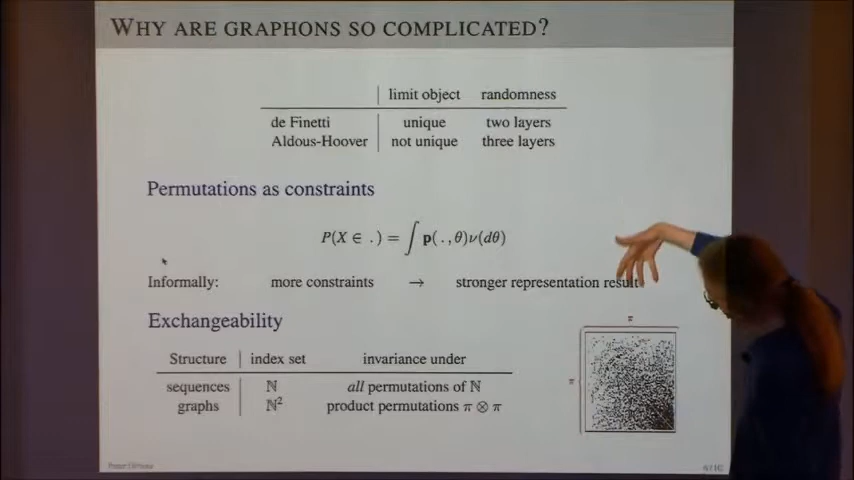 WHY ARE GRAPHONS SO COMPLICATED?
limit object randomness
de Finetti unique two layers
Aldous-Hoover not unique three layers
Permutations as constraints
P(X ∈ . ) = ∫ p( . , θ)ν(dθ)
Informally: more constraints → stronger representation result
Exchangeability
Structure index set invariance under
sequences ℕ all permutations of ℕ
graphs ℕ² product permutations π ⊗ π
π
π